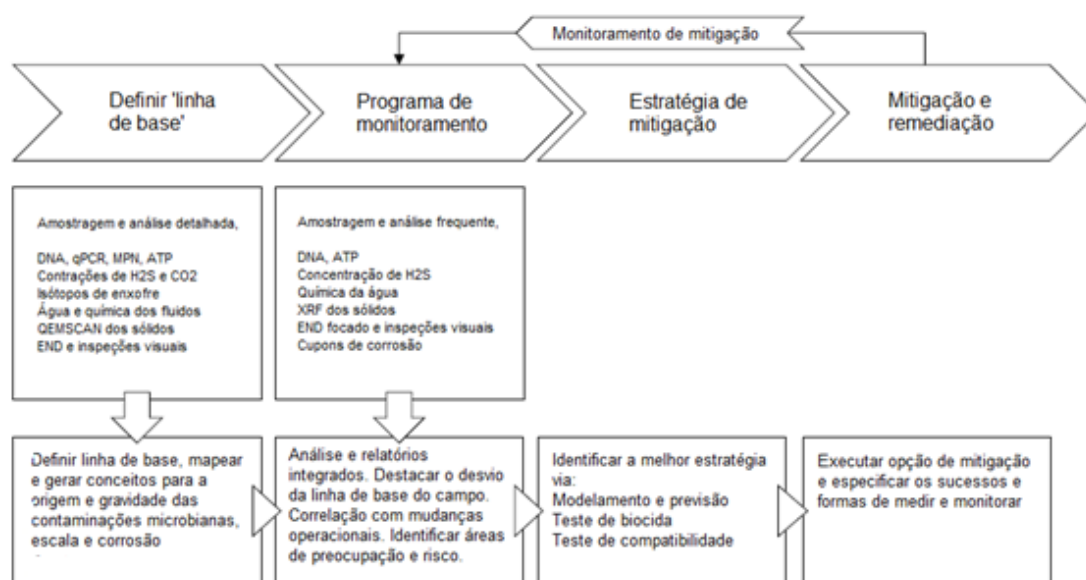 Monitoramento de mitigação
Definir 'linha
de base'
Programa de
monitoramento
Estratégia de
mitigação
Mitigação e
remediação
Amostragem e análise detalhada,
DNA, qPCR, MPN, ATP
Contrações de H2S e CO2
Isótopos de enxofre
Água e química dos fluidos
QEMSCAN dos sólidos
END e inspeções visuais
Amostragem e análise frequente,
DNA, ATP
Concentração de H2S
Química da água
XRF dos sólidos
END focado e inspeções visuais
Cupons de corrosão
Definir linha de base, mapear
e gerar conceitos para a
origem e gravidade das
contaminações microbianas,
escala e corrosão
Análise e relatórios
integrados. Destacar o desvio
da linha de base do campo.
Correlação com mudanças
operacionais. Identificar áreas
de preocupação e risco.
Identificar a melhor estratégia
via:
Modelamento e previsão
Teste de biocida
Teste de compatibilidade
Executar opção de mitigação
e especificar os sucessos e
formas de medir e monitorar